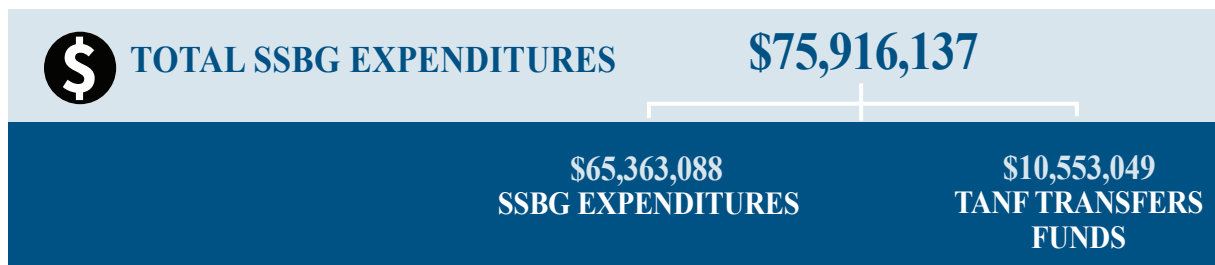 $
TOTAL SSBG EXPENDITURES
$75,916,137
$65,363,088
SSBG EXPENDITURES
$10,553,049
TANF TRANSFERS
FUNDS